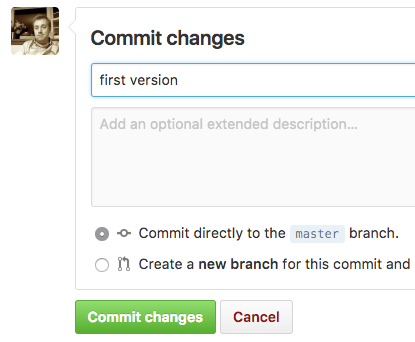 Commit changes
first version
Add an optional extended description…
Commit directly to the master branch.
Create a new branch for this commit and
Commit changes
Cancel